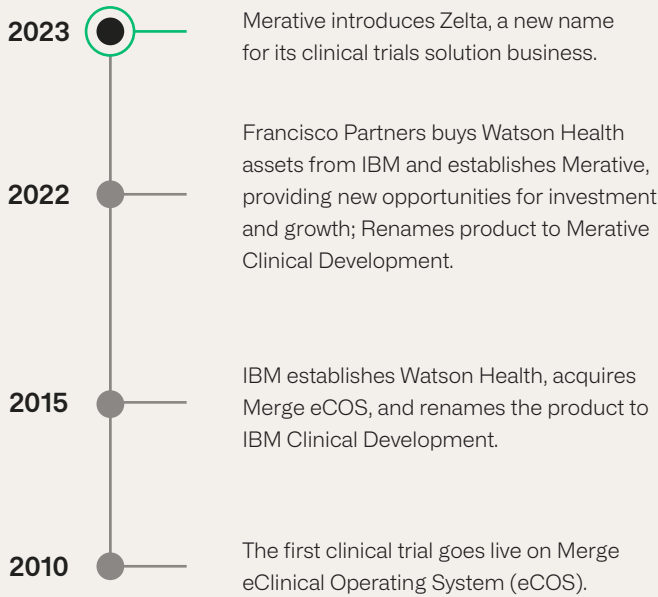 2023
Merative introduces Zelta, a new name
for its clinical trials solution business.
2022
Francisco Partners buys Watson Health
assets from IBM and establishes Merative,
providing new opportunities for investment
and growth; Renames product to Merative
Clinical Development.
2015
IBM establishes Watson Health, acquires
Merge eCOS, and renames the product to
IBM Clinical Development.
2010
The first clinical trial goes live on Merge
eClinical Operating System (eCOS).